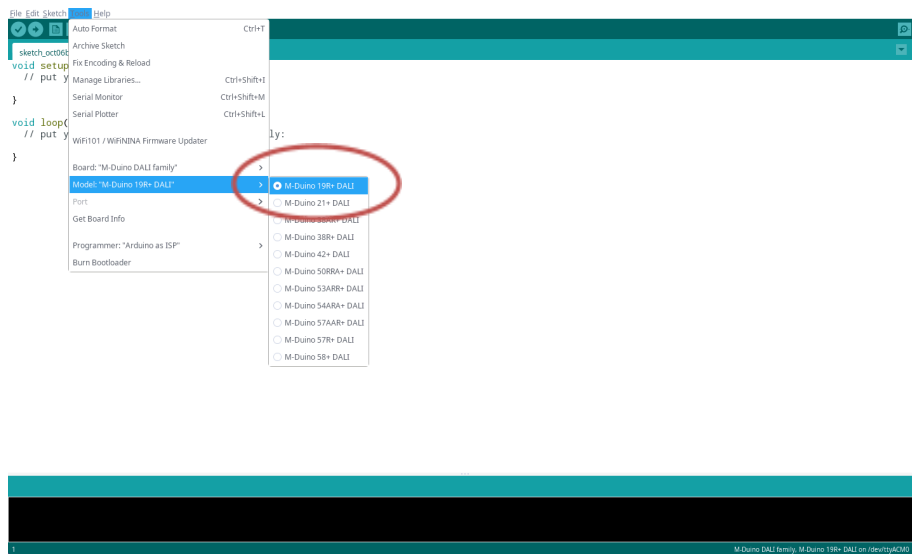 File Edit Sketch Tools Help
Auto Format Ctrl+T
Archive Sketch
Fix Encoding & Reload
Manage Libraries... Ctrl+Shift+I
Serial Monitor Ctrl+Shift+M
Serial Plotter Ctrl+Shift+L
WiFi101 / WiFiNINA Firmware Updater
Board: "M-Duino DALI family"
Model: "M-Duino 19R+ DALI"
Port
Get Board Info
Programmer: "Arduino as ISP"
Burn Bootloader
sketch_oct06b
void setup
// put y
}
void loop(
// put y ly:
}
M-Duino 19R+ DALI
M-Duino 21+ DALI
M-Duino 38AR+ DALI
M-Duino 38R+ DALI
M-Duino 42+ DALI
M-Duino 50RRA+ DALI
M-Duino 53ARR+ DALI
M-Duino 54ARA+ DALI
M-Duino 57AAR+ DALI
M-Duino 57R+ DALI
M-Duino 58+ DALI
1 M-Duino DALI family, M-Duino 19R+ DALI on /dev/ttyACM0